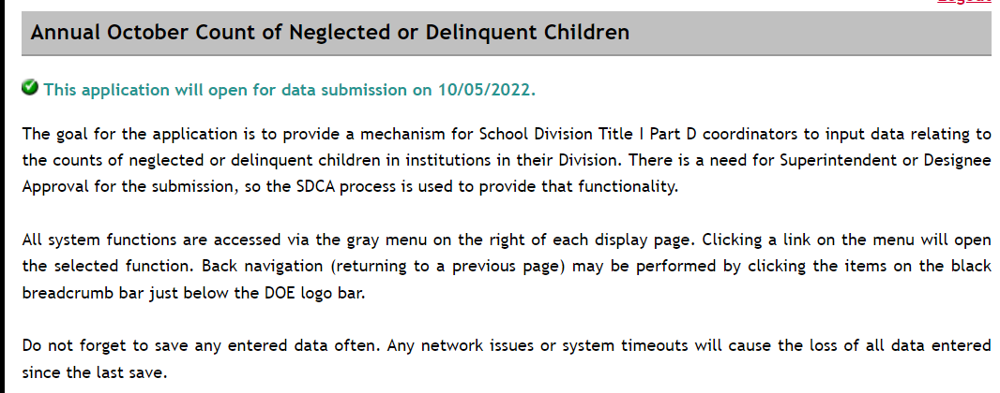 Logout
Annual October Count of Neglected or Delinquent Children
This application will open for data submission on 10/05/2022.
The goal for the application is to provide a mechanism for School Division Title I Part D coordinators to input data relating to
the counts of neglected or delinquent children in institutions in their Division. There is a need for Superintendent or Designee
Approval for the submission, so the SDCA process is used to provide that functionality.
All system functions are accessed via the gray menu on the right of each display page. Clicking a link on the menu will open
the selected function. Back navigation (returning to a previous page) may be performed by clicking the items on the black
breadcrumb bar just below the DOE logo bar.
Do not forget to save any entered data often. Any network issues or system timeouts will cause the loss of all data entered
since the last save.